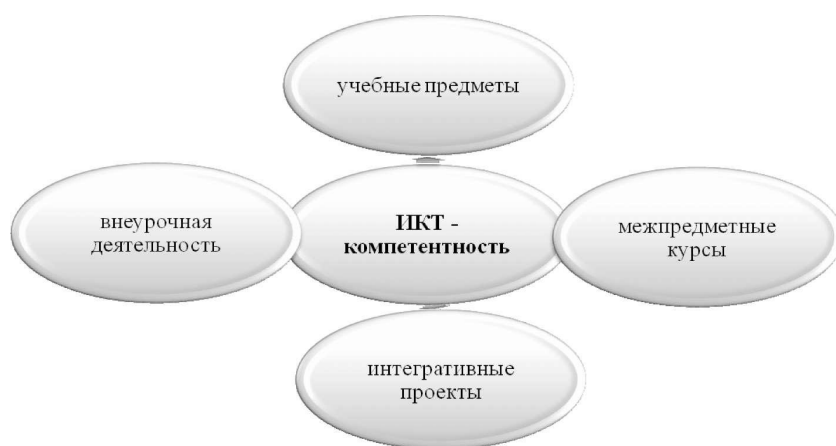 учебные предметы
внеурочная
деятельность
ИКТ -
компетентность
межпредметные
курсы
интегративные
проекты